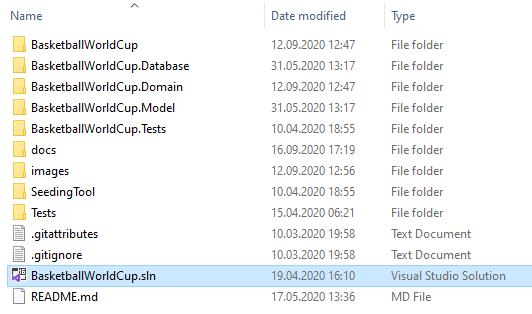 Name Date modified Type
BasketballWorldCup 12.09.2020 12:47 File folder
BasketballWorldCup.Database 31.05.2020 13:17 File folder
BasketballWorldCup.Domain 12.09.2020 12:47 File folder
BasketballWorldCup.Model 31.05.2020 13:17 File folder
BasketballWorldCup.Tests 10.04.2020 18:55 File folder
docs 16.09.2020 17:19 File folder
images 12.09.2020 12:56 File folder
SeedingTool 10.04.2020 18:55 File folder
Tests 15.04.2020 06:21 File folder
.gitattributes 10.03.2020 19:58 Text Document
.gitignore 10.03.2020 19:58 Text Document
BasketballWorldCup.sln 19.04.2020 16:10 Visual Studio Solution
README.md 17.05.2020 13:36 MD File